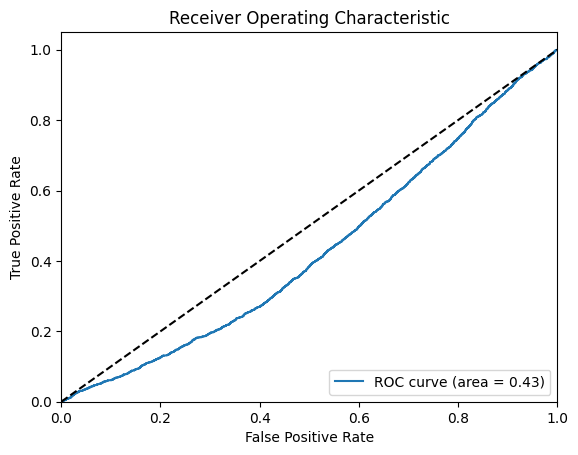 Receiver Operating Characteristic
True Positive Rate
1.0
0.8
0.6
0.4
0.2
0.0
0.0 0.2 0.4 0.6 0.8 1.0
False Positive Rate
ROC curve (area = 0.43)